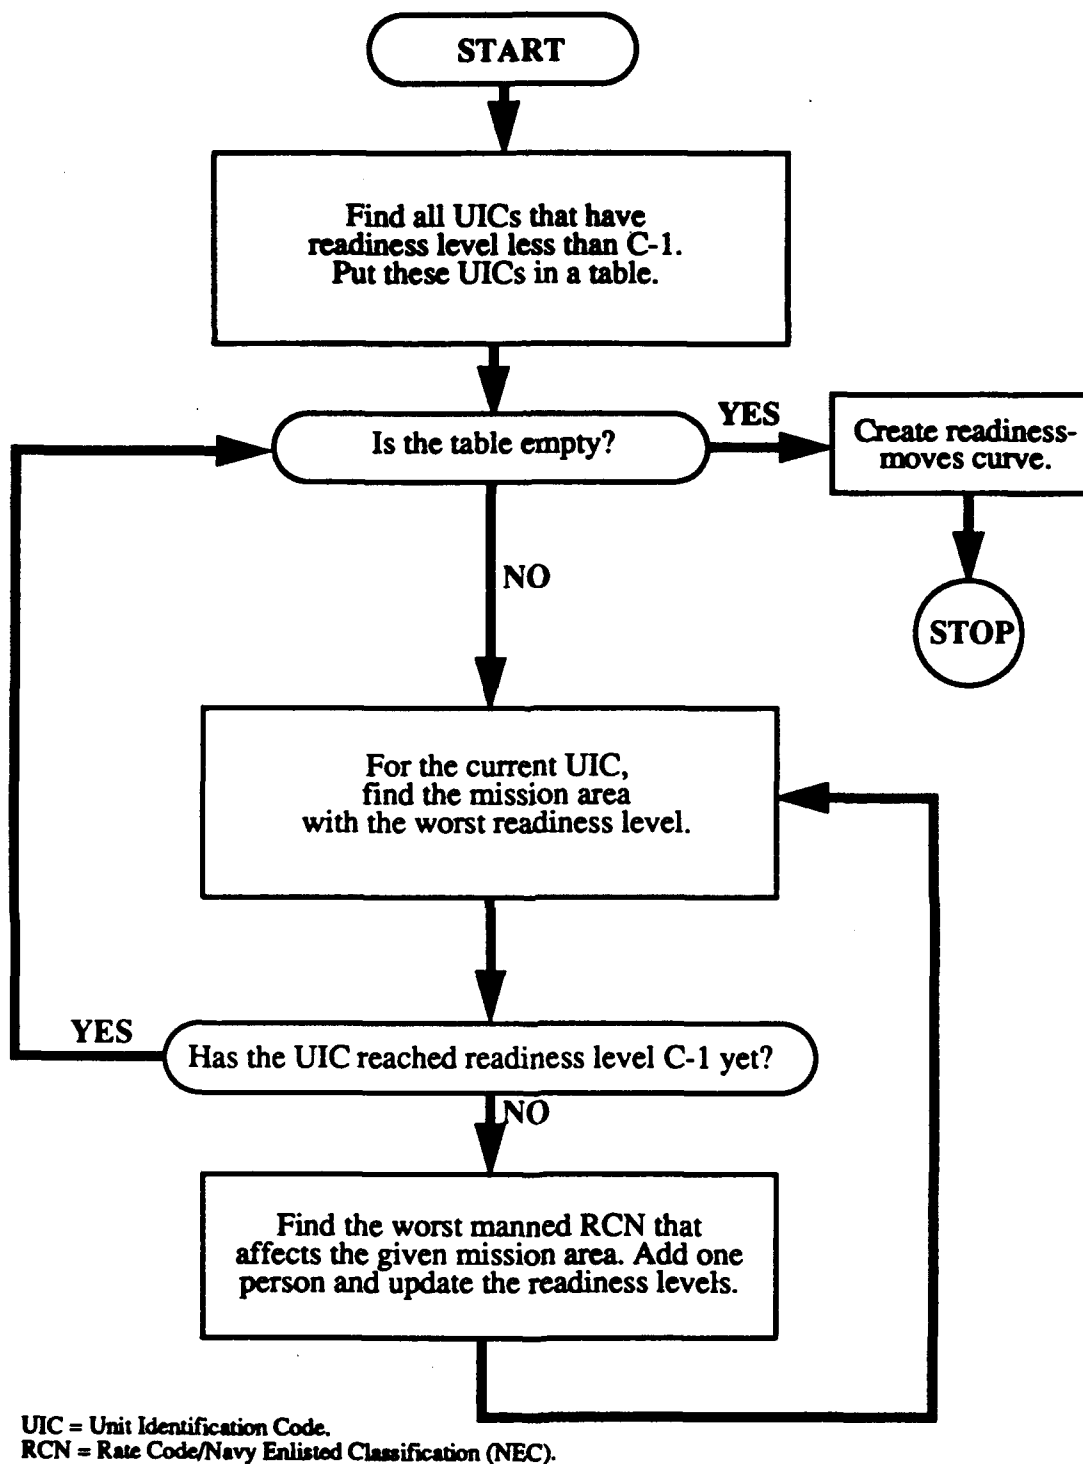 START
Find all UICs that have
readiness level less than C-1.
Put these UICs in a table.
Is the table empty?
YES
Create readiness-
moves curve.
NO
STOP
For the current UIC,
find the mission area
with the worst readiness level.
YES
Has the UIC reached readiness level C-1 yet?
NO
Find the worst manned RCN that
affects the given mission area. Add one
person and update the readiness levels.
UIC = Unit Identification Code.
RCN = Rate Code/Navy Enlisted Classification (NEC).